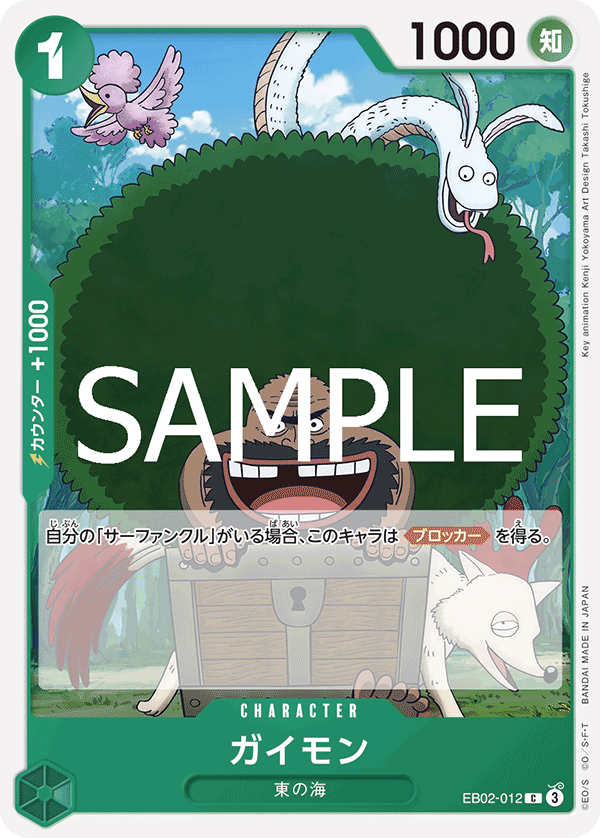 1
1000 知
Key animation Kenji Yokoyama Art Design Takashi Tokushige
カウンター +1000
SAMPLE
自分の「サーファンクル」がいる場合、このキャラは ブロッカー を得る。
CHARACTER
ガイモン
東の海
EB02-012 C 3
©E/S ©O/S・F・T BANDAI MADE IN JAPAN